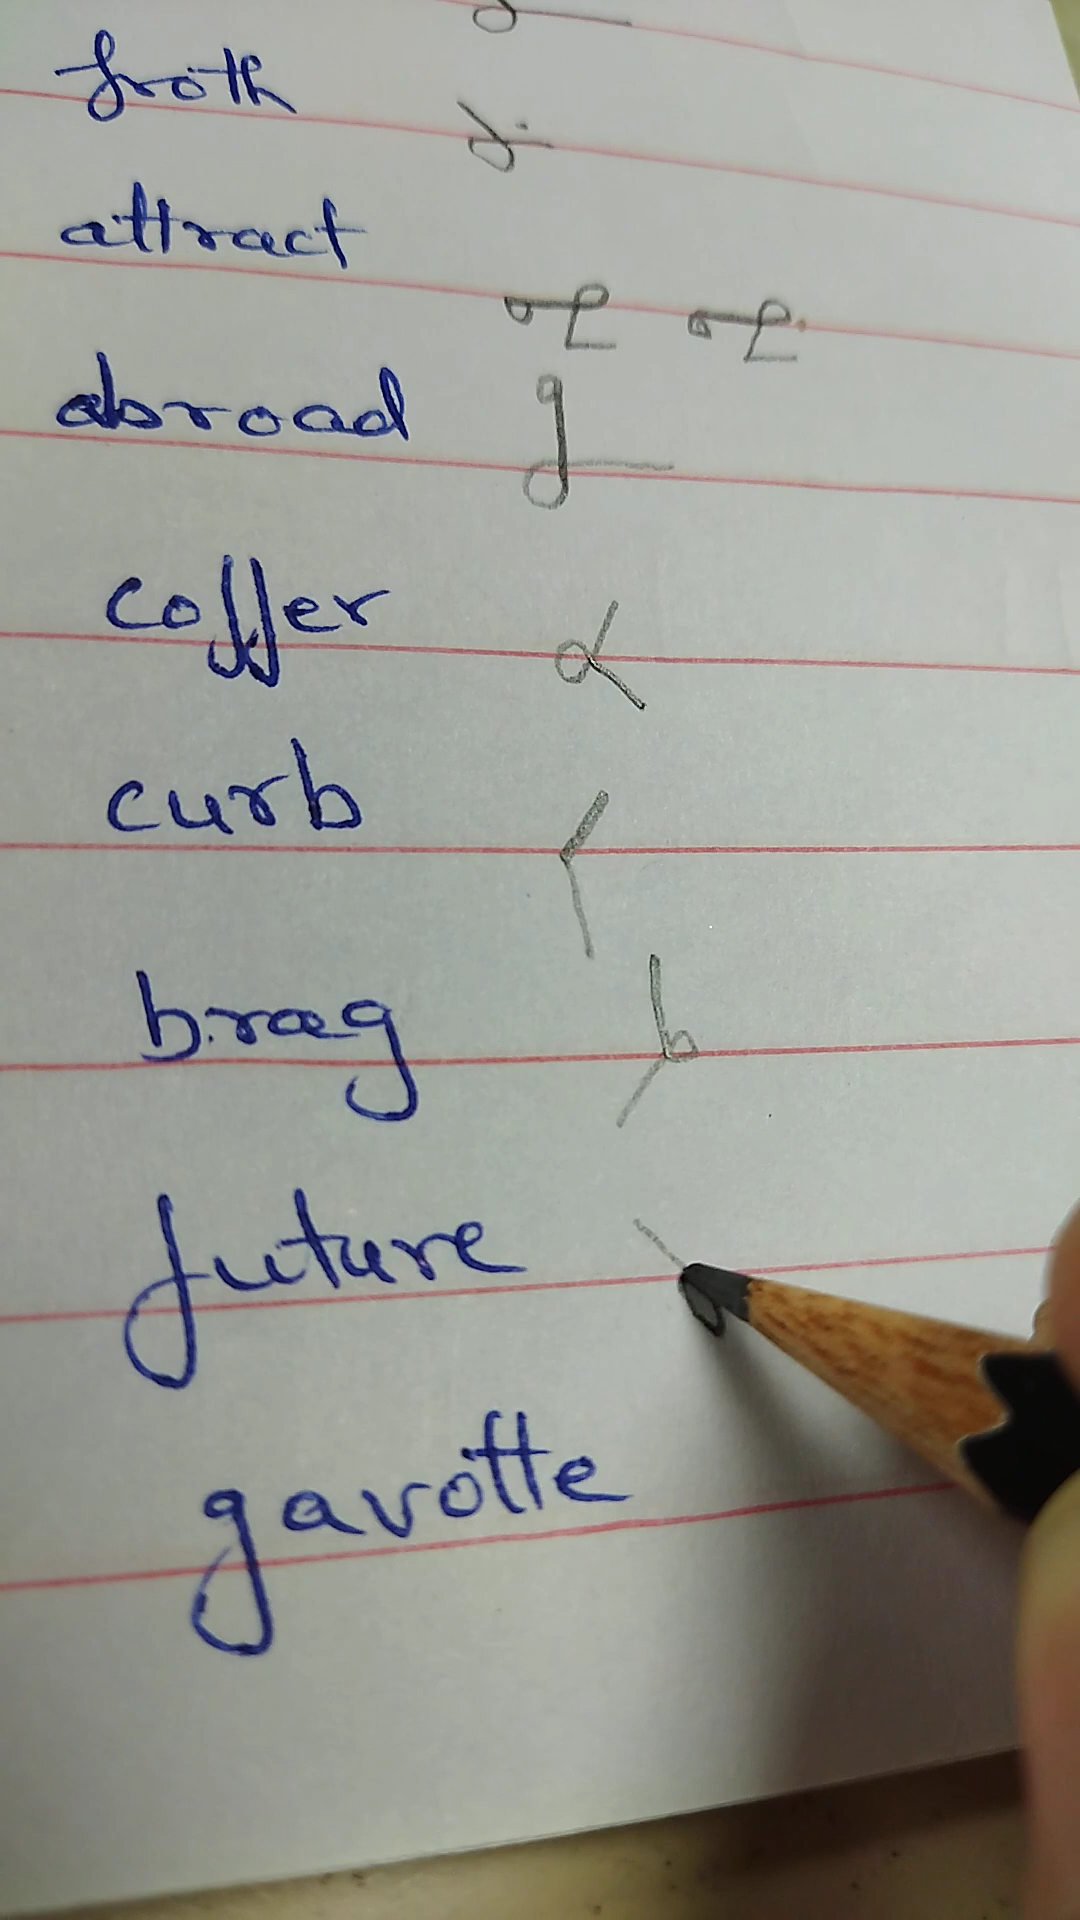 froth
attract
abroad
coffer
curb
brag
future
gavotte